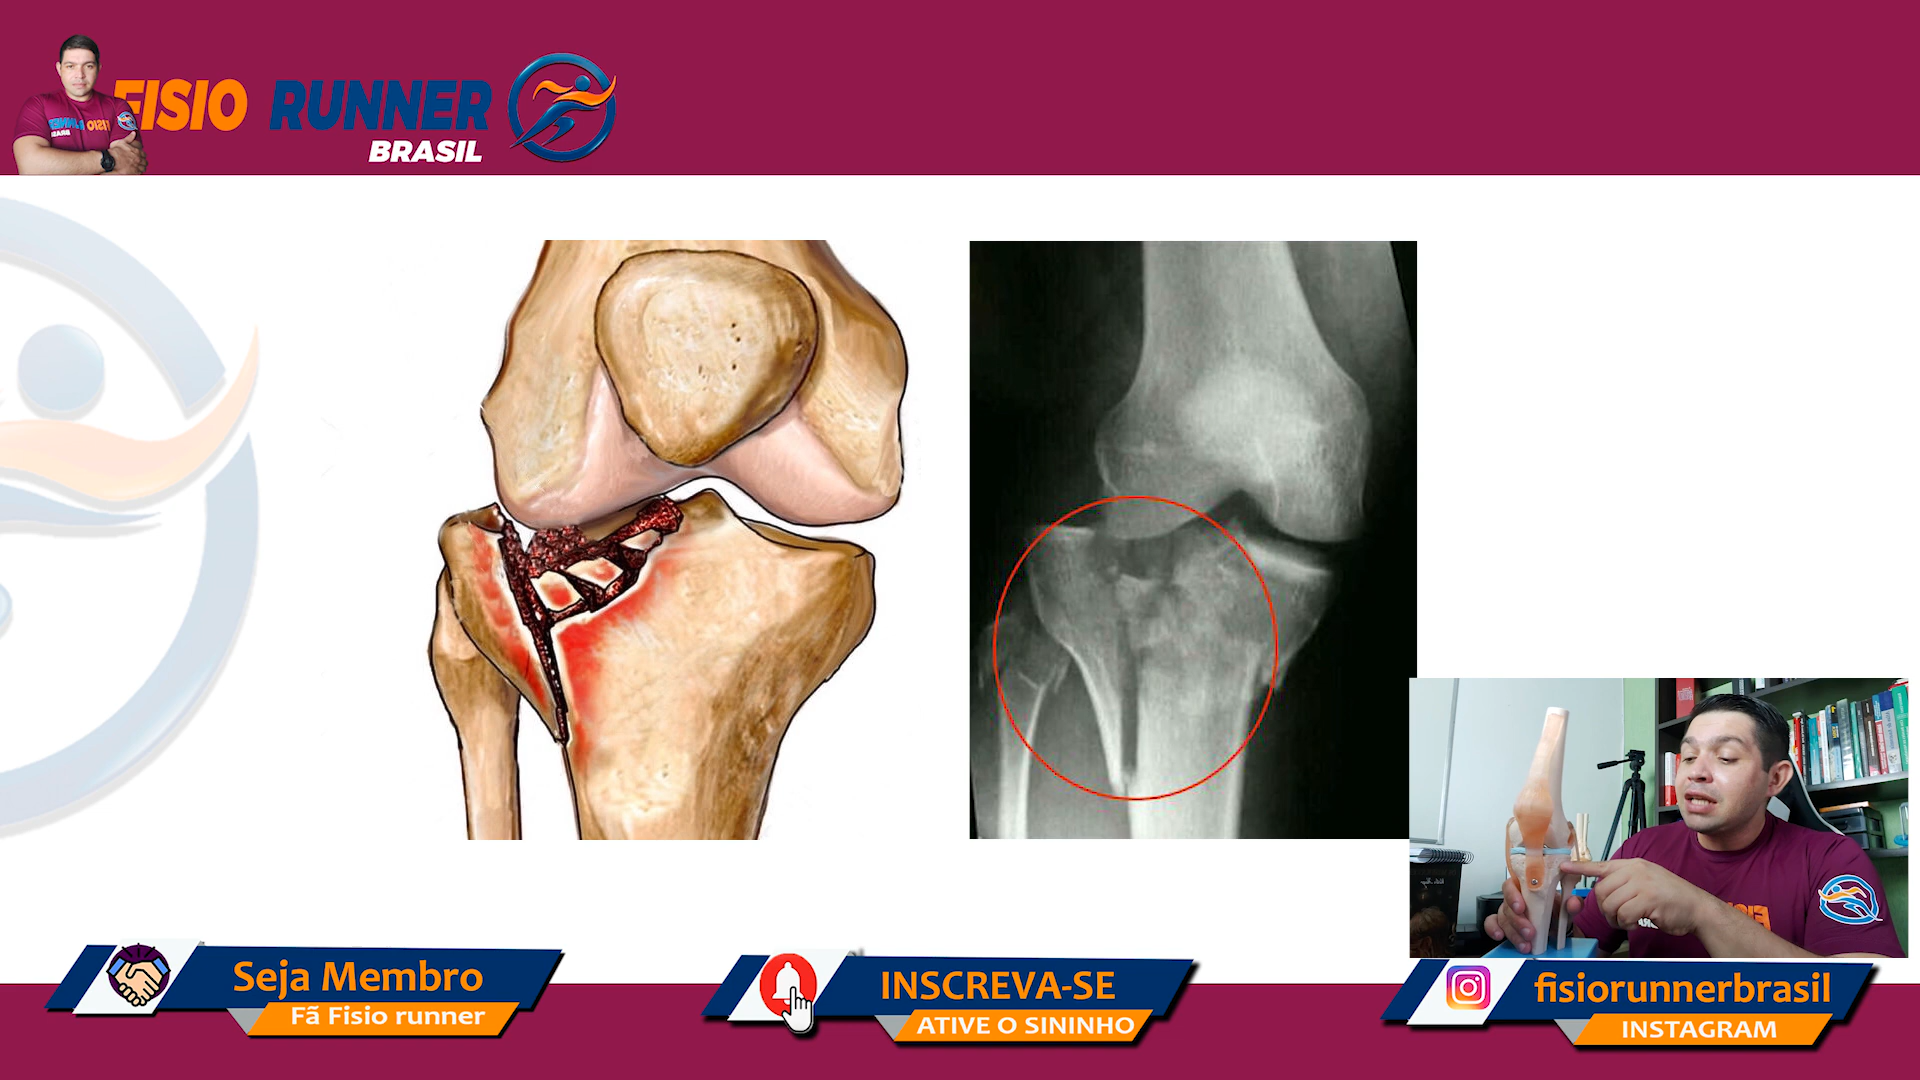 FISIO RUNNER
BRASIL
Seja Membro
Fã Fisio runner
INSCREVA-SE
ATIVE O SININHO
fisiorunnerbrasil
INSTAGRAM